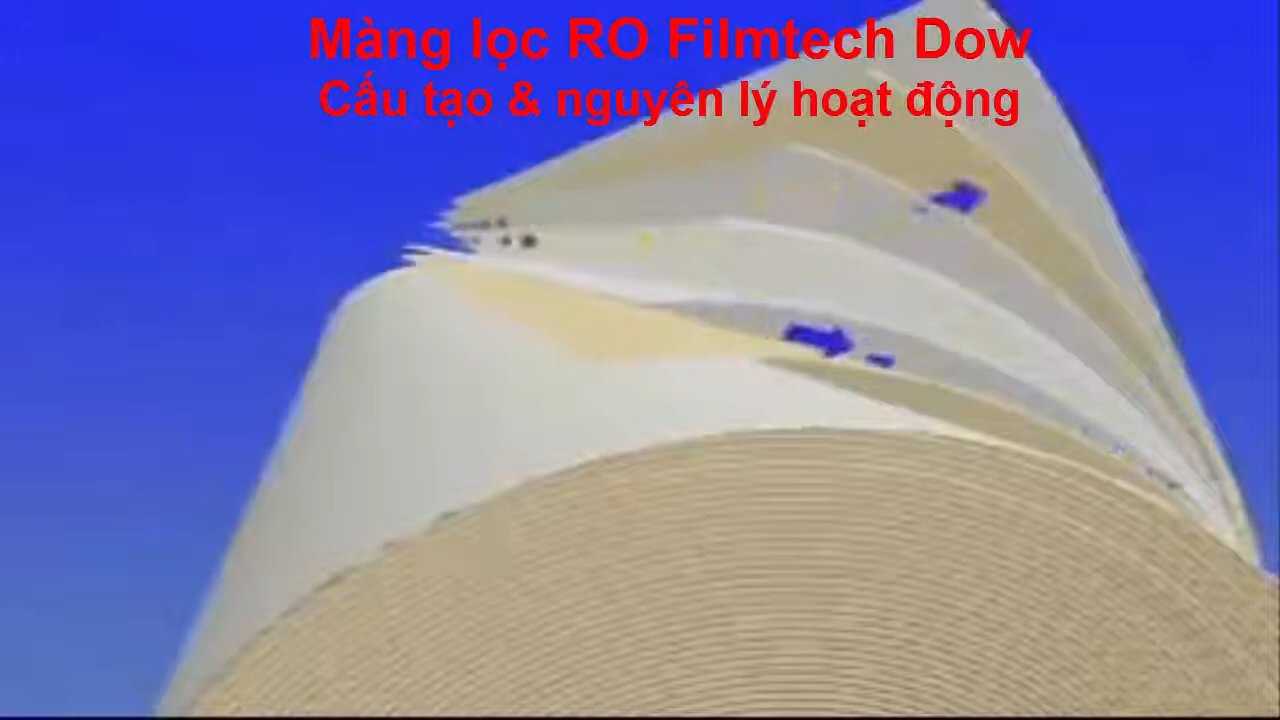 Màng lọc RO Filmtech Dow
Cấu tạo & nguyên lý hoạt động